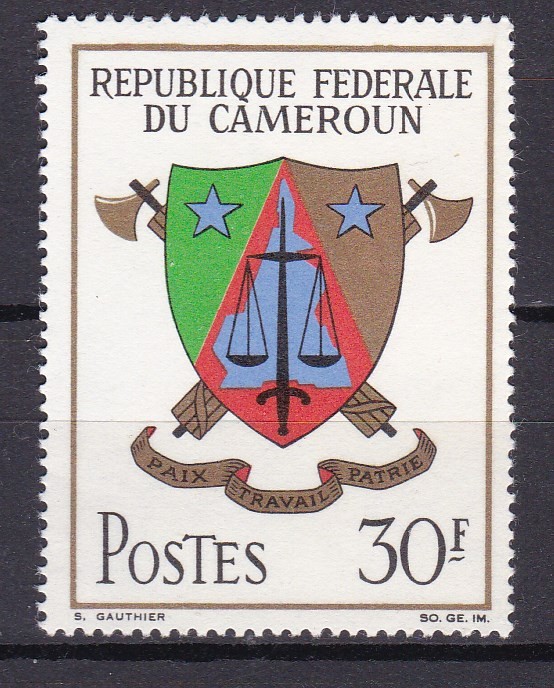 REPUBLIQUE FEDERALE
DU CAMEROUN
PAIX TRAVAIL PATRIE
POSTES 30F
S. GAUTHIER SO. GE. IM.